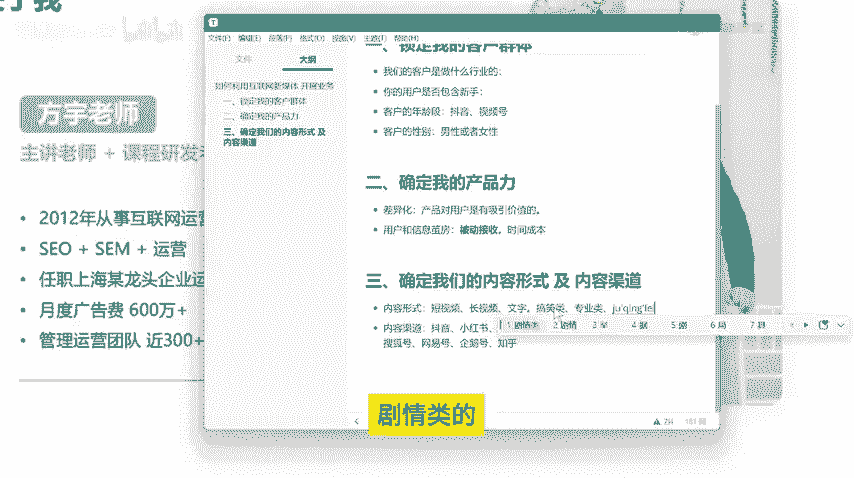 方宇老师
主讲老师 + 课程研发
• 2012年从事互联网运营
• SEO + SEM + 运营
• 任职上海某龙头企业运
• 月度广告费 600万+
• 管理运营团队 近300+
T
文件(F) 编辑(E) 段落(P) 格式(O) 视图(V) 主题(T) 帮助(H)
文件 大纲
如何利用互联网新媒体 开展业务
一、锁定我的客户群体
二、确定我的产品力
三、确定我们的内容形式 及
内容渠道
一、锁定我的客户群体
• 我们的客户是做什么行业的：
• 你的用户是否包含新手：
• 客户的年龄段：抖音、视频号
• 客户的性别：男性或者女性
二、确定我的产品力
• 差异化：产品对用户是有吸引价值的。
• 用户和信息茧房：被动接收，时间成本
三、确定我们的内容形式 及 内容渠道
• 内容形式：短视频、长视频、文字。搞笑类、专业类、ju'qing'lei
1 剧情类 2 剧情 3 举 4 据 5 剧 6 局 7 聚
• 内容渠道：抖音、小红书、
搜狐号、网易号、企鹅号、知乎
剧情类的